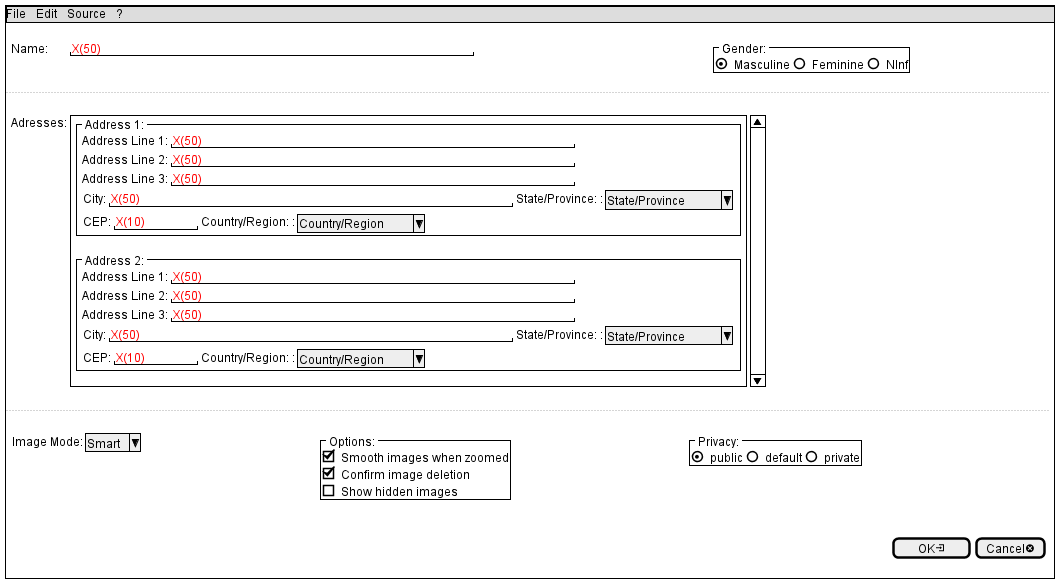 File Edit Source ?
Name: X(50)
Gender:
Masculine Feminine NInf
Adresses:
Address 1:
Address Line 1: X(50)
Address Line 2: X(50)
Address Line 3: X(50)
City: X(50) State/Province: : State/Province
CEP: X(10) Country/Region: : Country/Region
Address 2:
Address Line 1: X(50)
Address Line 2: X(50)
Address Line 3: X(50)
City: X(50) State/Province: : State/Province
CEP: X(10) Country/Region: : Country/Region
Image Mode: Smart
Options:
Smooth images when zoomed
Confirm image deletion
Show hidden images
Privacy:
public default private
OK Cancel